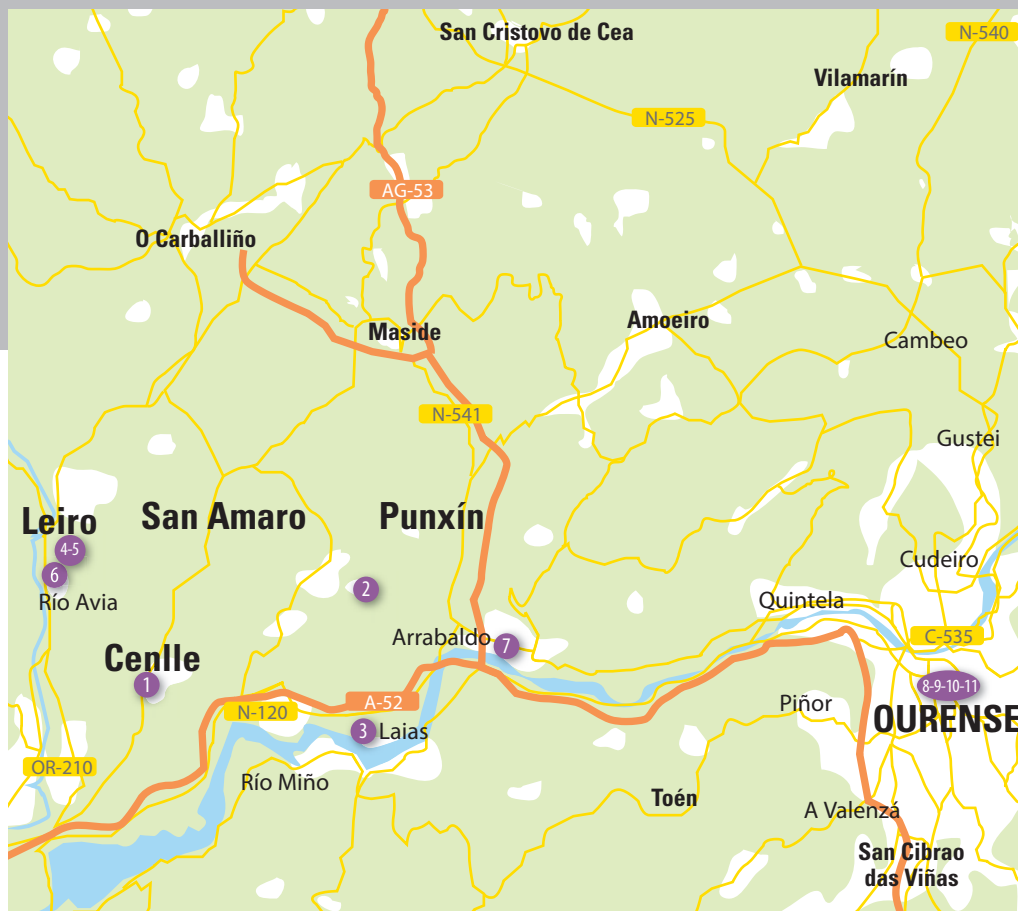 San Cristovo de Cea
N-540
Vilamarín
N-525
AG-53
O Carballiño
Maside
Amoeiro
Cambeo
N-541
Gustei
Leiro
San Amaro
Punxín
4-5
6
Río Avia
2
Cudeiro
Quintela
Arrabaldo
7
C-535
Cenlle
1
8-9-10-11
A-52
N-120
Piñor
OURENSE
3
Laias
OR-210
Río Miño
Toén
A Valenzá
San Cibrao
das Viñas